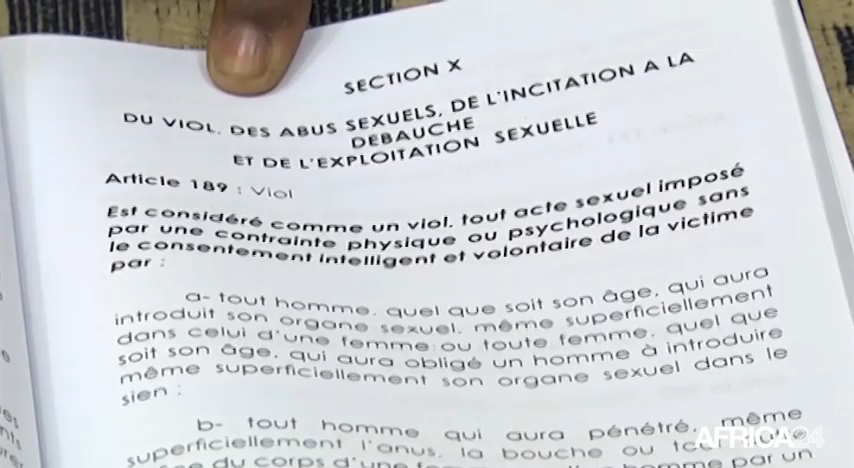 SECTION X
DU VIOL, DES ABUS SEXUELS, DE L'INCITATION A LA
DEBAUCHE
ET DE L'EXPLOITATION SEXUELLE
Article 189 : Viol
Est considéré comme un viol, tout acte sexuel imposé
par une contrainte physique ou psychologique sans
le consentement intelligent et volontaire de la victime
par :
a- tout homme, quel que soit son âge, qui aura
introduit son organe sexuel, même superficiellement
dans celui d'une femme ou toute femme, quel que
soit son âge, qui aura obligé un homme à introduire
même superficiellement son organe sexuel dans le
sien ;
b- tout homme qui aura pénétré, même
superficiellement l'anus, la bouche ou
du corps d'une par un
AFRICA24